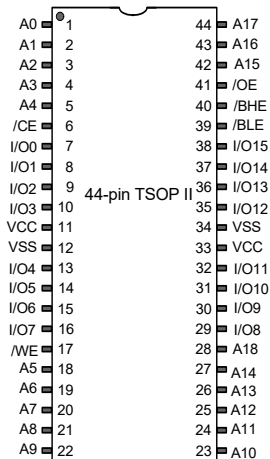 A0 1 44 A17
A1 2 43 A16
A2 3 42 A15
A3 4 41 /OE
A4 5 40 /BHE
/CE 6 39 /BLE
I/O0 7 38 I/O15
I/O1 8 37 I/O14
I/O2 9 36 I/O13
44-pin TSOP II
I/O3 10 35 I/O12
VCC 11 34 VSS
VSS 12 33 VCC
I/O4 13 32 I/O11
I/O5 14 31 I/O10
I/O6 15 30 I/O9
I/O7 16 29 I/O8
/WE 17 28 A18
A5 18 27 A14
A6 19 26 A13
A7 20 25 A12
A8 21 24 A11
A9 22 23 A10